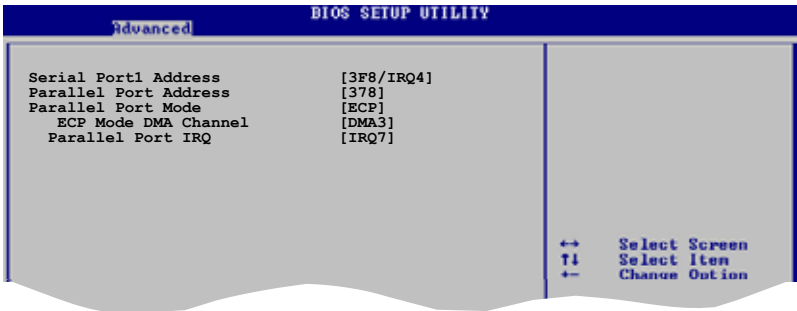 BIOS SETUP UTILITY
Advanced
Serial Port1 Address [3F8/IRQ4]
Parallel Port Address [378]
Parallel Port Mode [ECP]
ECP Mode DMA Channel [DMA3]
Parallel Port IRQ [IRQ7]
←→ Select Screen
↑↓ Select Item
+- Change Option